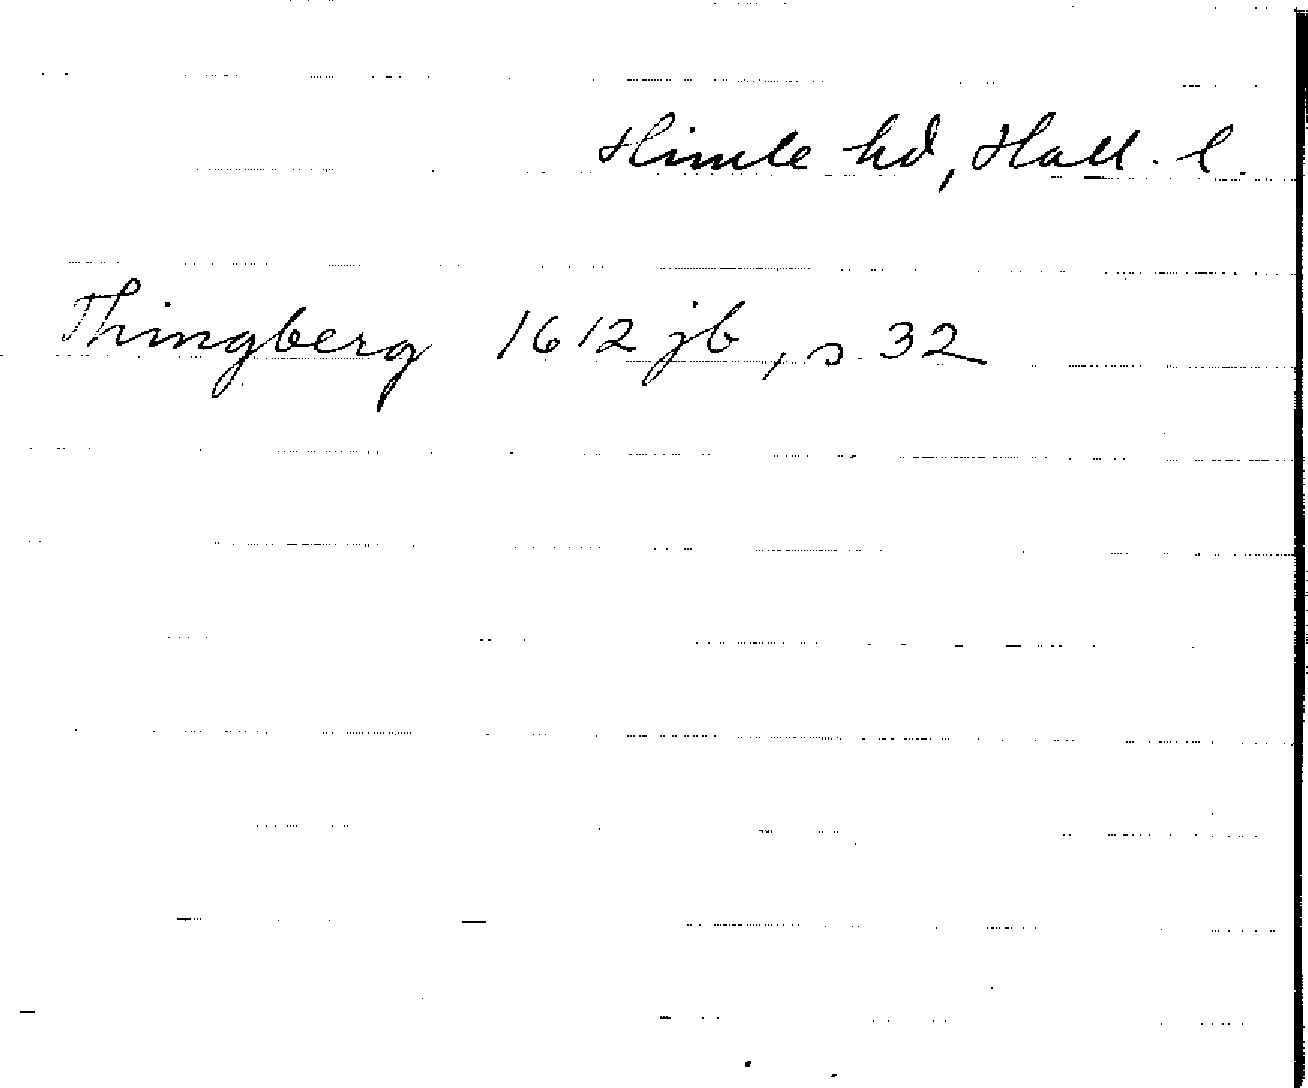 Himle hd, Hall. l.
Thingberg 1612 jb, s 32